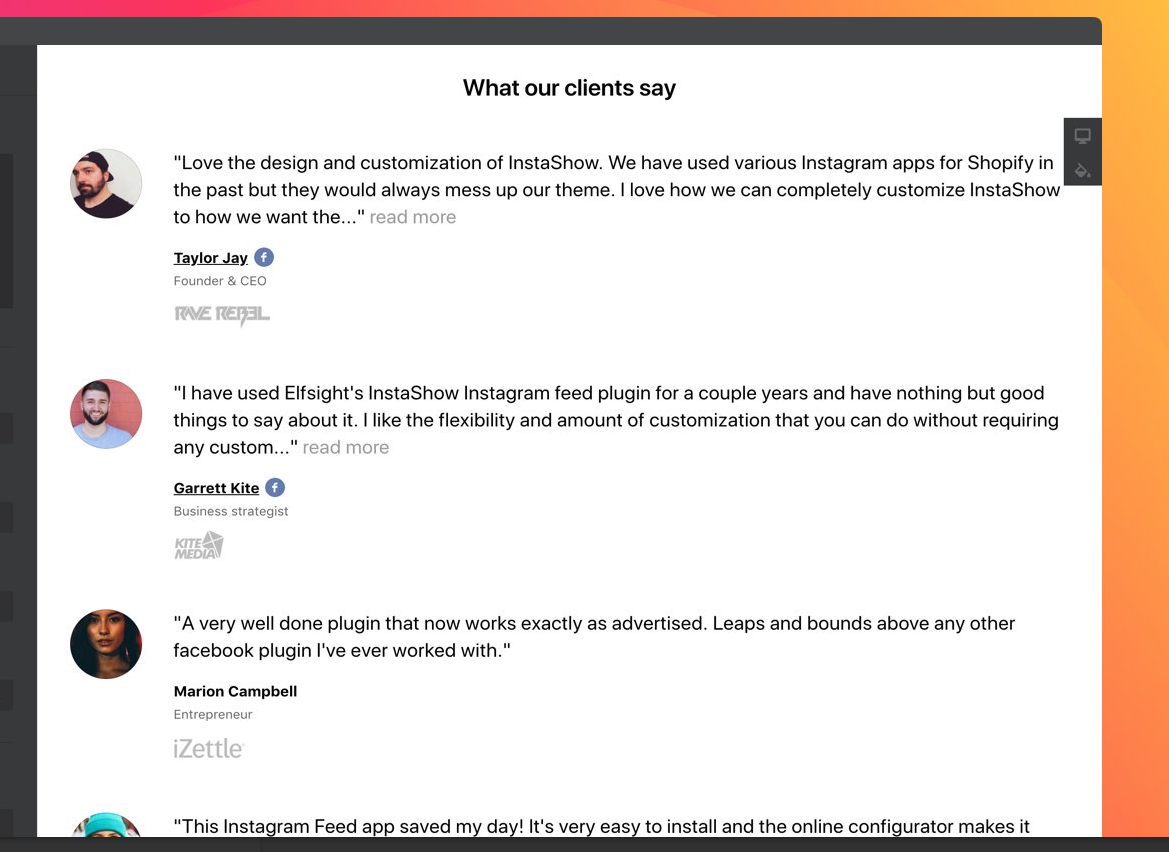 What our clients say
"Love the design and customization of InstaShow. We have used various Instagram apps for Shopify in
the past but they would always mess up our theme. I love how we can completely customize InstaShow
to how we want the..." read more
Taylor Jay
Founder & CEO
RAVE REBEL
"I have used Elfsight's InstaShow Instagram feed plugin for a couple years and have nothing but good
things to say about it. I like the flexibility and amount of customization that you can do without requiring
any custom..." read more
Garrett Kite
Business strategist
KITE
MEDIA
"A very well done plugin that now works exactly as advertised. Leaps and bounds above any other
facebook plugin I've ever worked with."
Marion Campbell
Entrepreneur
iZettle
"This Instagram Feed app saved my day! It's very easy to install and the online configurator makes it